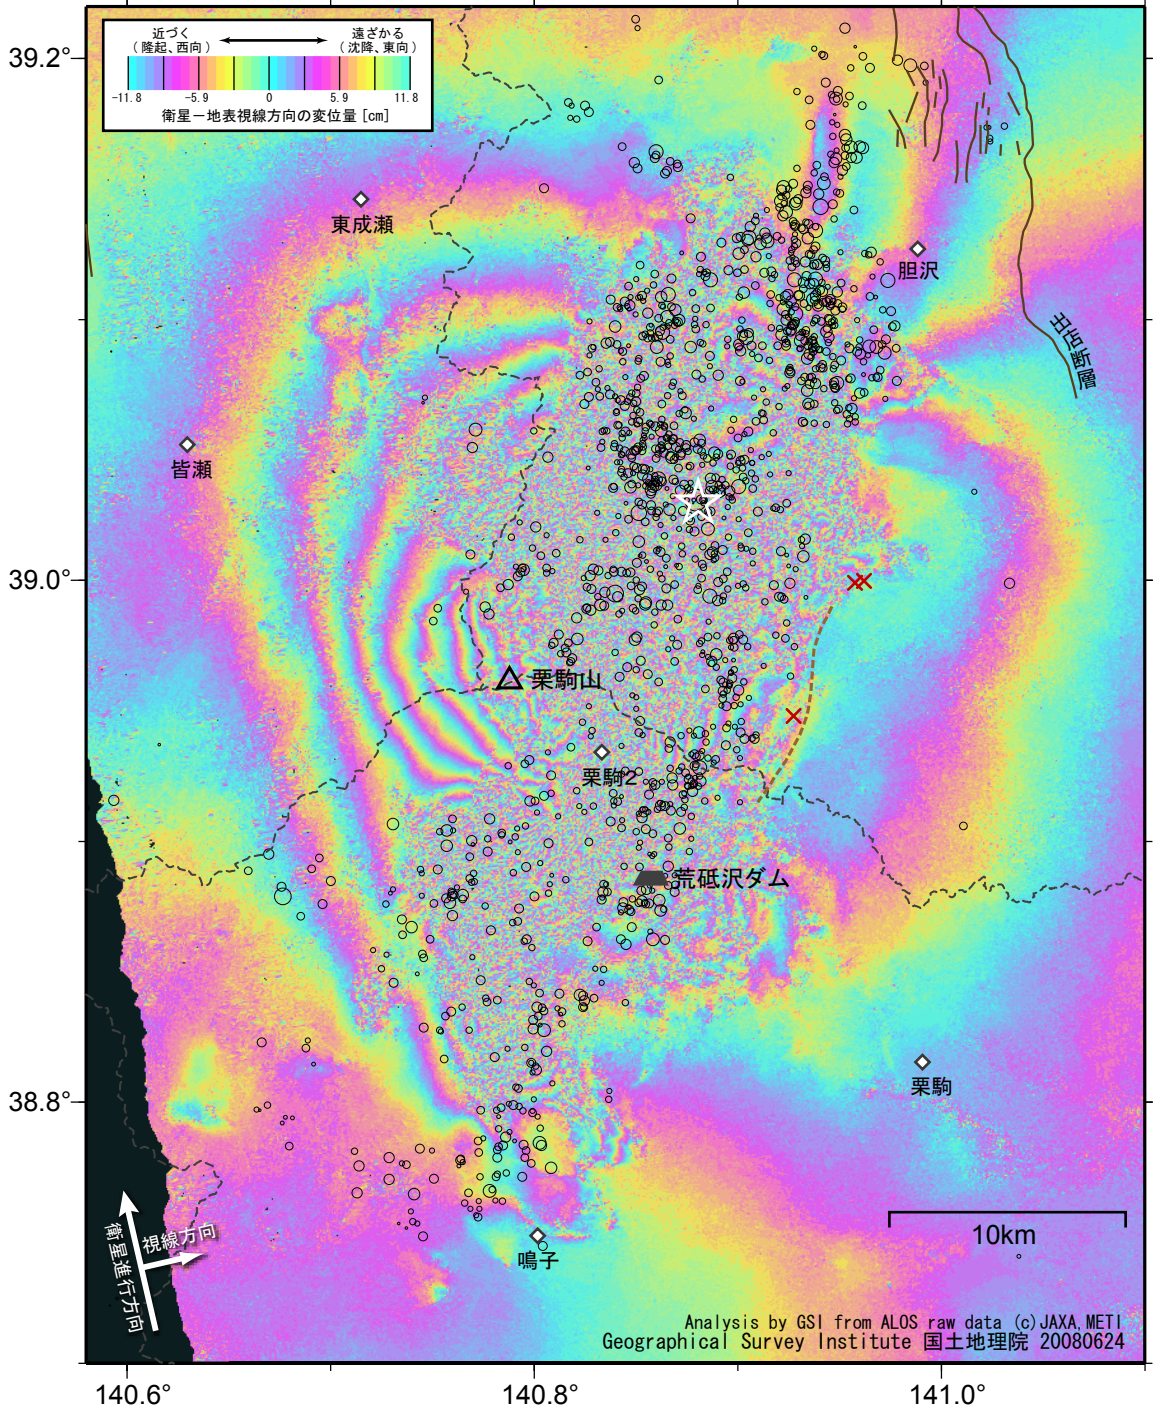 近づく 遠ざかる
(隆起、西向) (沈降、東向)
-11.8 -5.9 0 5.9 11.8
衛星－地表視線方向の変位量 [cm]
39.2°
東成瀬
胆沢
出店断層
皆瀬
39.0°
栗駒山
栗駒2
荒砥沢ダム
38.8°
栗駒
視線方向
衛星進行方向
10km
鳴子
Analysis by GSI from ALOS raw data (c)JAXA,METI
Geographical Survey Institute 国土地理院 20080624
140.6° 140.8° 141.0°